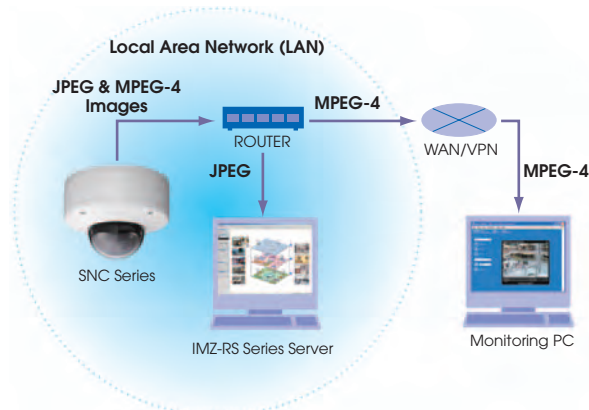 Local Area Network (LAN)
JPEG & MPEG-4
Images
MPEG-4
ROUTER
WAN/VPN
JPEG
MPEG-4
SNC Series
IMZ-RS Series Server
Monitoring PC